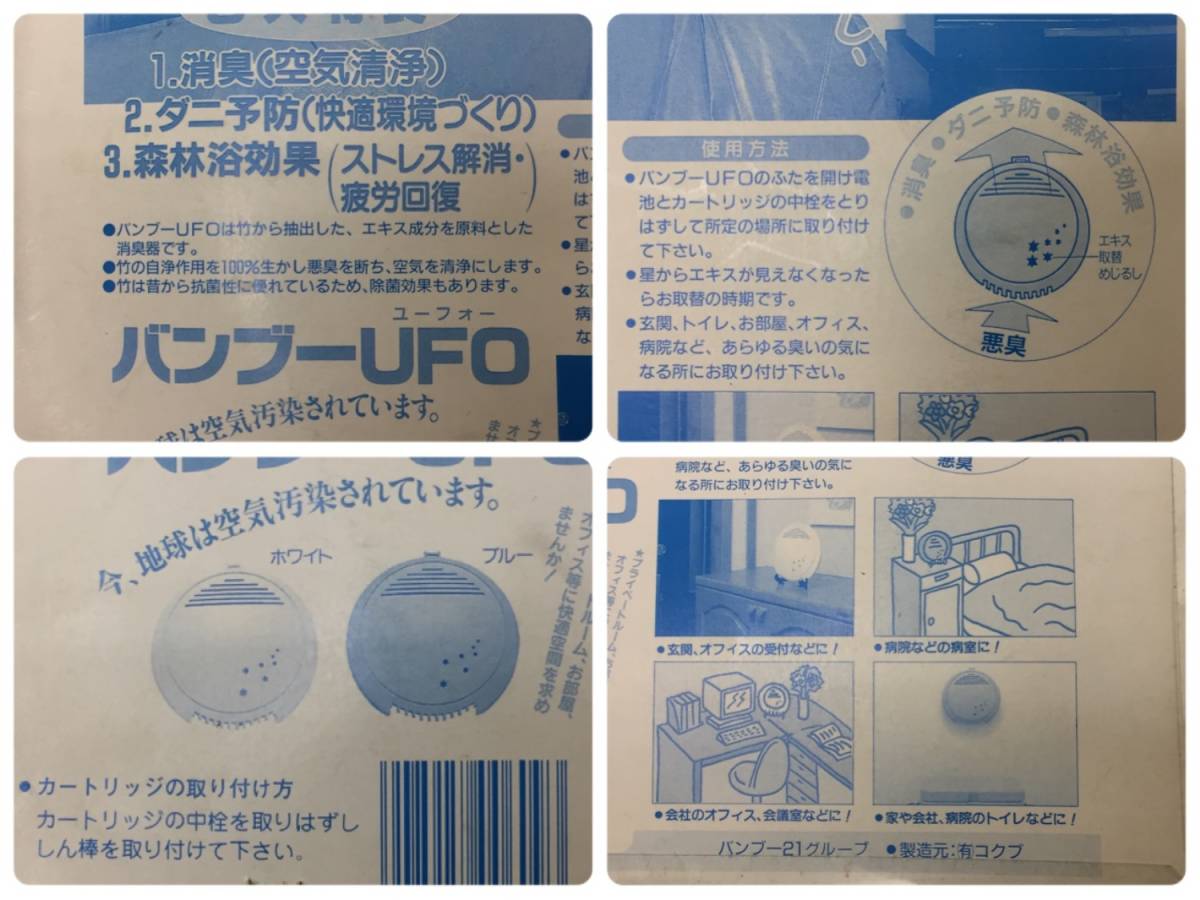 1.消臭(空気清浄)
2.ダニ予防(快適環境づくり)
3.森林浴効果(ストレス解消・疲労回復)
●バンブーUFOは竹から抽出した、エキス成分を原料とした
消臭器です。
●竹の自浄作用を100%生かし悪臭を断ち、空気を清浄にします。
●竹は昔から抗菌性に優れているため、除菌効果もあります。
ユーフォー
バンブーUFO
球は空気汚染されています。
使用方法
●バンブーUFOのふたを開け電
池とカートリッジの中栓をとり
はずして所定の場所に取り付け
て下さい。
●星からエキスが見えなくなった
らお取替の時期です。
●玄関、トイレ、お部屋、オフィス、
病院など、あらゆる臭いの気に
なる所にお取り付け下さい。
●消臭●ダニ予防●森林浴効果
エキス
取替
めじるし
悪臭
今、地球は空気汚染されています。
ホワイト
ブルー
ルーム、お部屋、
オフィス等に快適空間を求め
ませんか!
●カートリッジの取り付け方
カートリッジの中栓を取りはずし
しん棒を取り付けて下さい。
病院など、あらゆる臭いの気に
なる所にお取り付け下さい。
悪臭
★プライベートルーム、
●玄関、オフィスの受付などに!
●病院などの病室に!
●会社のオフィス、会議室などに!
●家や会社、病院のトイレなどに!
バンブー21グループ ●製造元:有コクブ